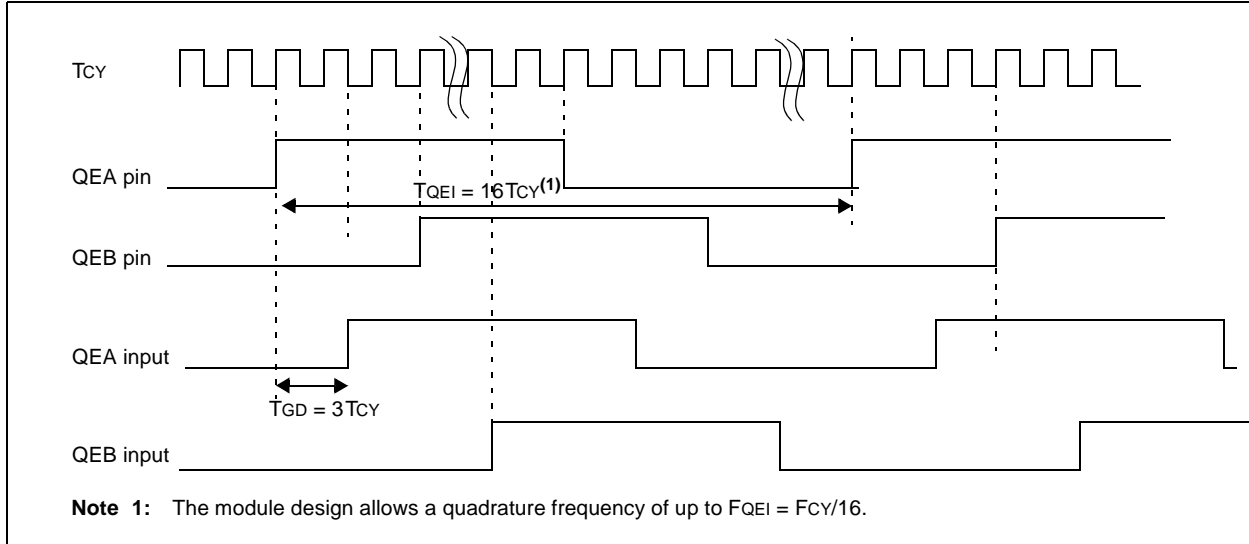 TCY
QEA pin
TQEI = 16TCY(1)
QEB pin
QEA input
TGD = 3TCY
QEB input
Note 1: The module design allows a quadrature frequency of up to FQEI = FCY/16.